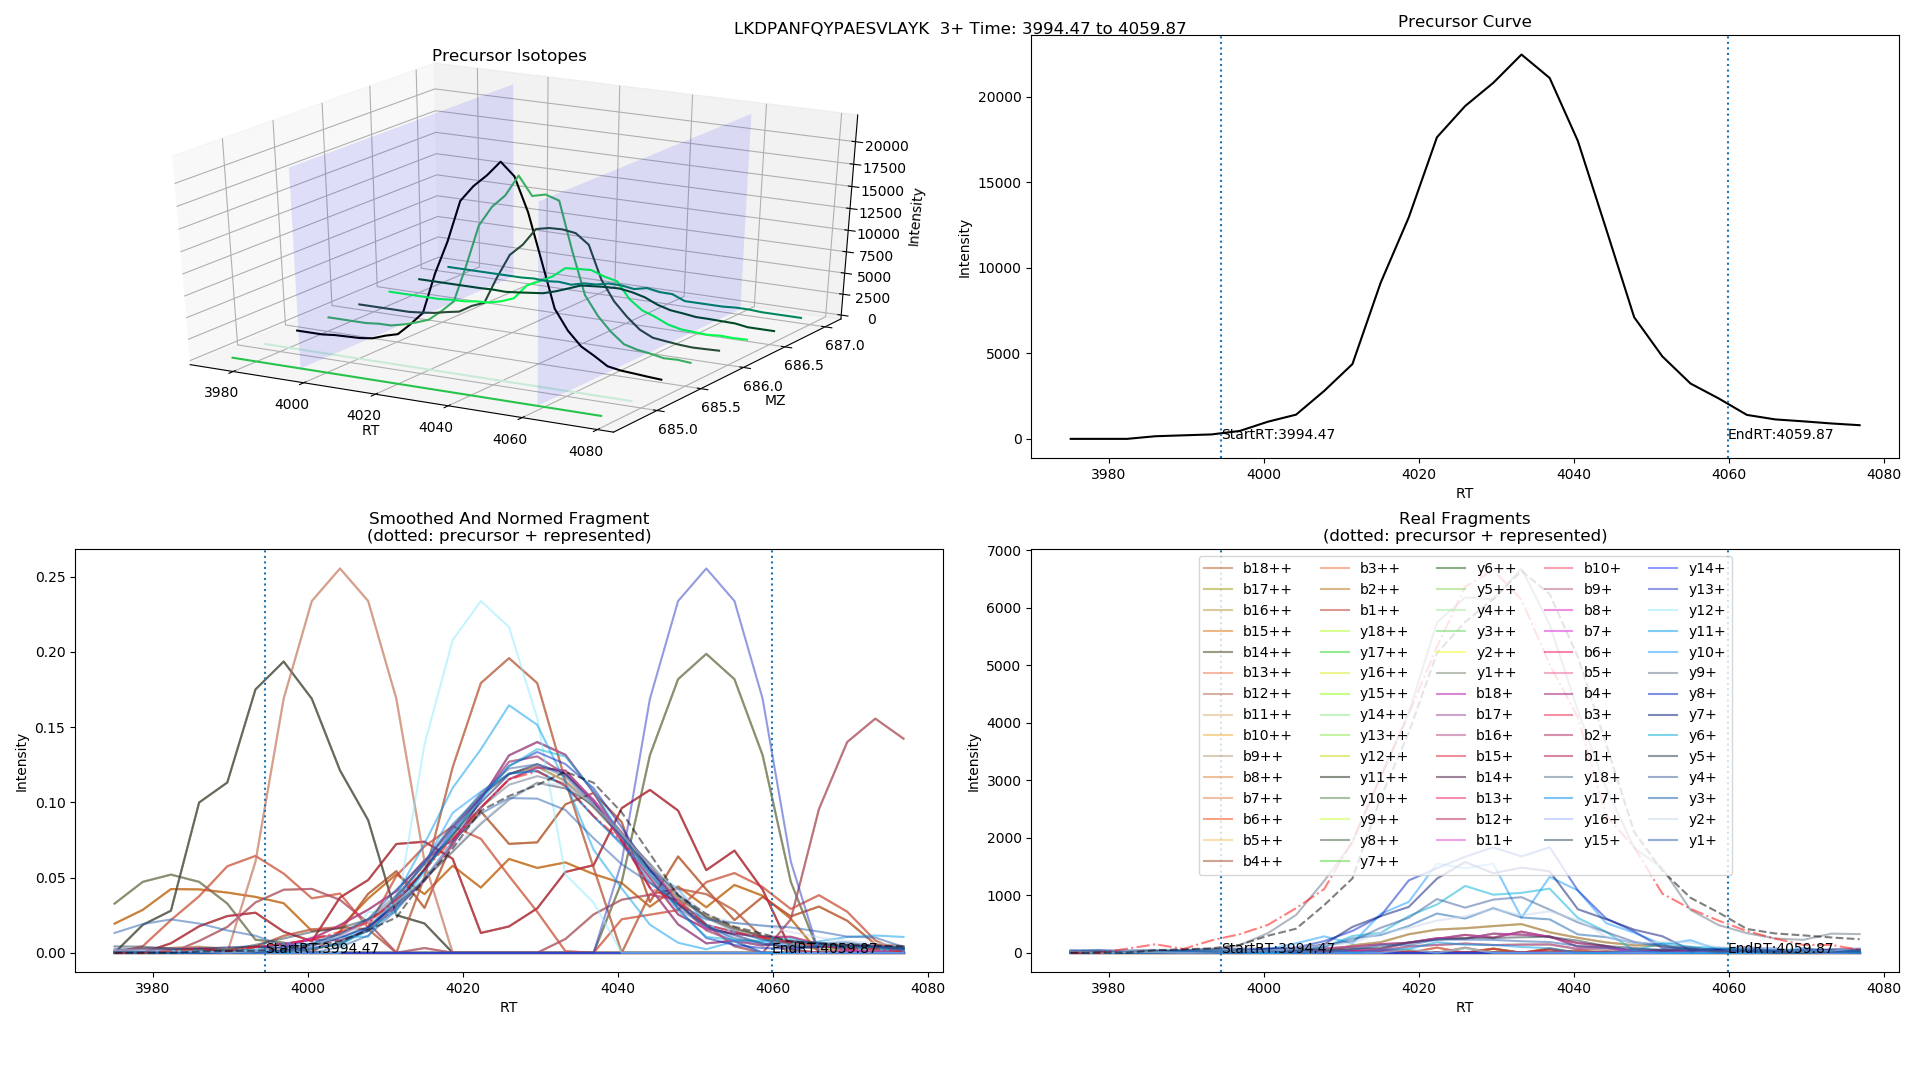 LKDPANFQYPAESVLAYK 3+ Time: 3994.47 to 4059.87
Precursor Isotopes
20000
17500
15000
12500
10000
7500
5000
2500
0
Intensity
3980
4000
4020
4040
4060
4080
RT
685.0
685.5
686.0
686.5
687.0
MZ
Precursor Curve
20000
15000
10000
5000
0
Intensity
StartRT:3994.47
EndRT:4059.87
3980 4000 4020 4040 4060 4080
RT
Smoothed And Normed Fragment
(dotted: precursor + represented)
0.25
0.20
0.15
0.10
0.05
0.00
Intensity
StartRT:3994.47
EndRT:4059.87
3980 4000 4020 4040 4060 4080
RT
Real Fragments
(dotted: precursor + represented)
7000
6000
5000
4000
3000
2000
1000
0
Intensity
b18++ b3++ y6++ b10+ y14+
b17++ b2++ y5++ b9+ y13+
b16++ b1++ y4++ b8+ y12+
b15++ y18++ y3++ b7+ y11+
b14++ y17++ y2++ b6+ y10+
b13++ y16++ y1++ b5+ y9+
b12++ y15++ b18+ b4+ y8+
b11++ y14++ b17+ b3+ y7+
b10++ y13++ b16+ b2+ y6+
b9++ y12++ b15+ b1+ y5+
b8++ y11++ b14+ y18+ y4+
b7++ y10++ b13+ y17+ y3+
b6++ y9++ b12+ y16+ y2+
b5++ y8++ b11+ y15+ y1+
b4++ y7++
StartRT:3994.47
EndRT:4059.87
3980 4000 4020 4040 4060 4080
RT